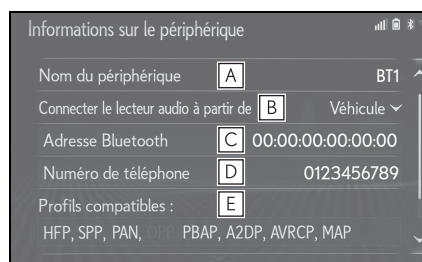 Informations sur le périphérique
Nom du périphérique A BT1
Connecter le lecteur audio à partir de B Véhicule
Adresse Bluetooth C 00:00:00:00:00:00
Numéro de téléphone D 0123456789
Profils compatibles : E
HFP, SPP, PAN, OPP, PBAP, A2DP, AVRCP, MAP